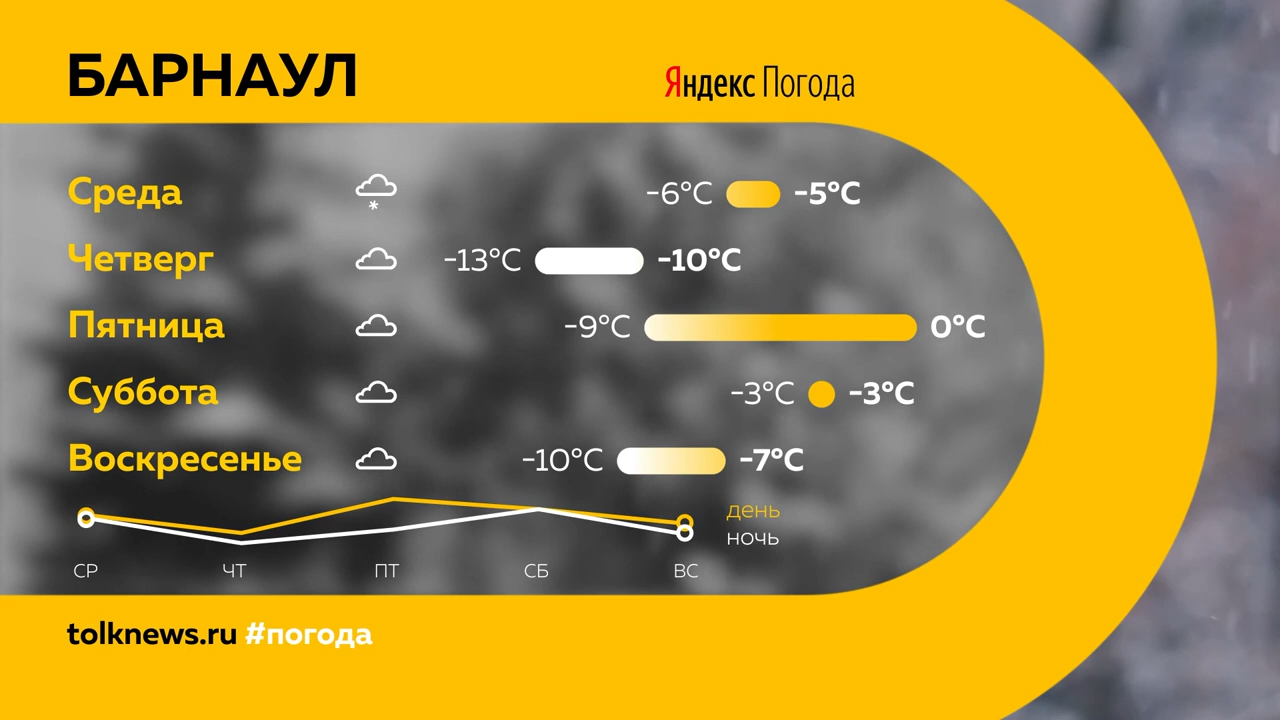 БАРНАУЛ
Яндекс Погода
Среда -6°C -5°C
Четверг -13°C -10°C
Пятница -9°C 0°C
Суббота -3°C -3°C
Воскресенье -10°C -7°C
день
ночь
СР ЧТ ПТ СБ ВС
tolknews.ru #погода